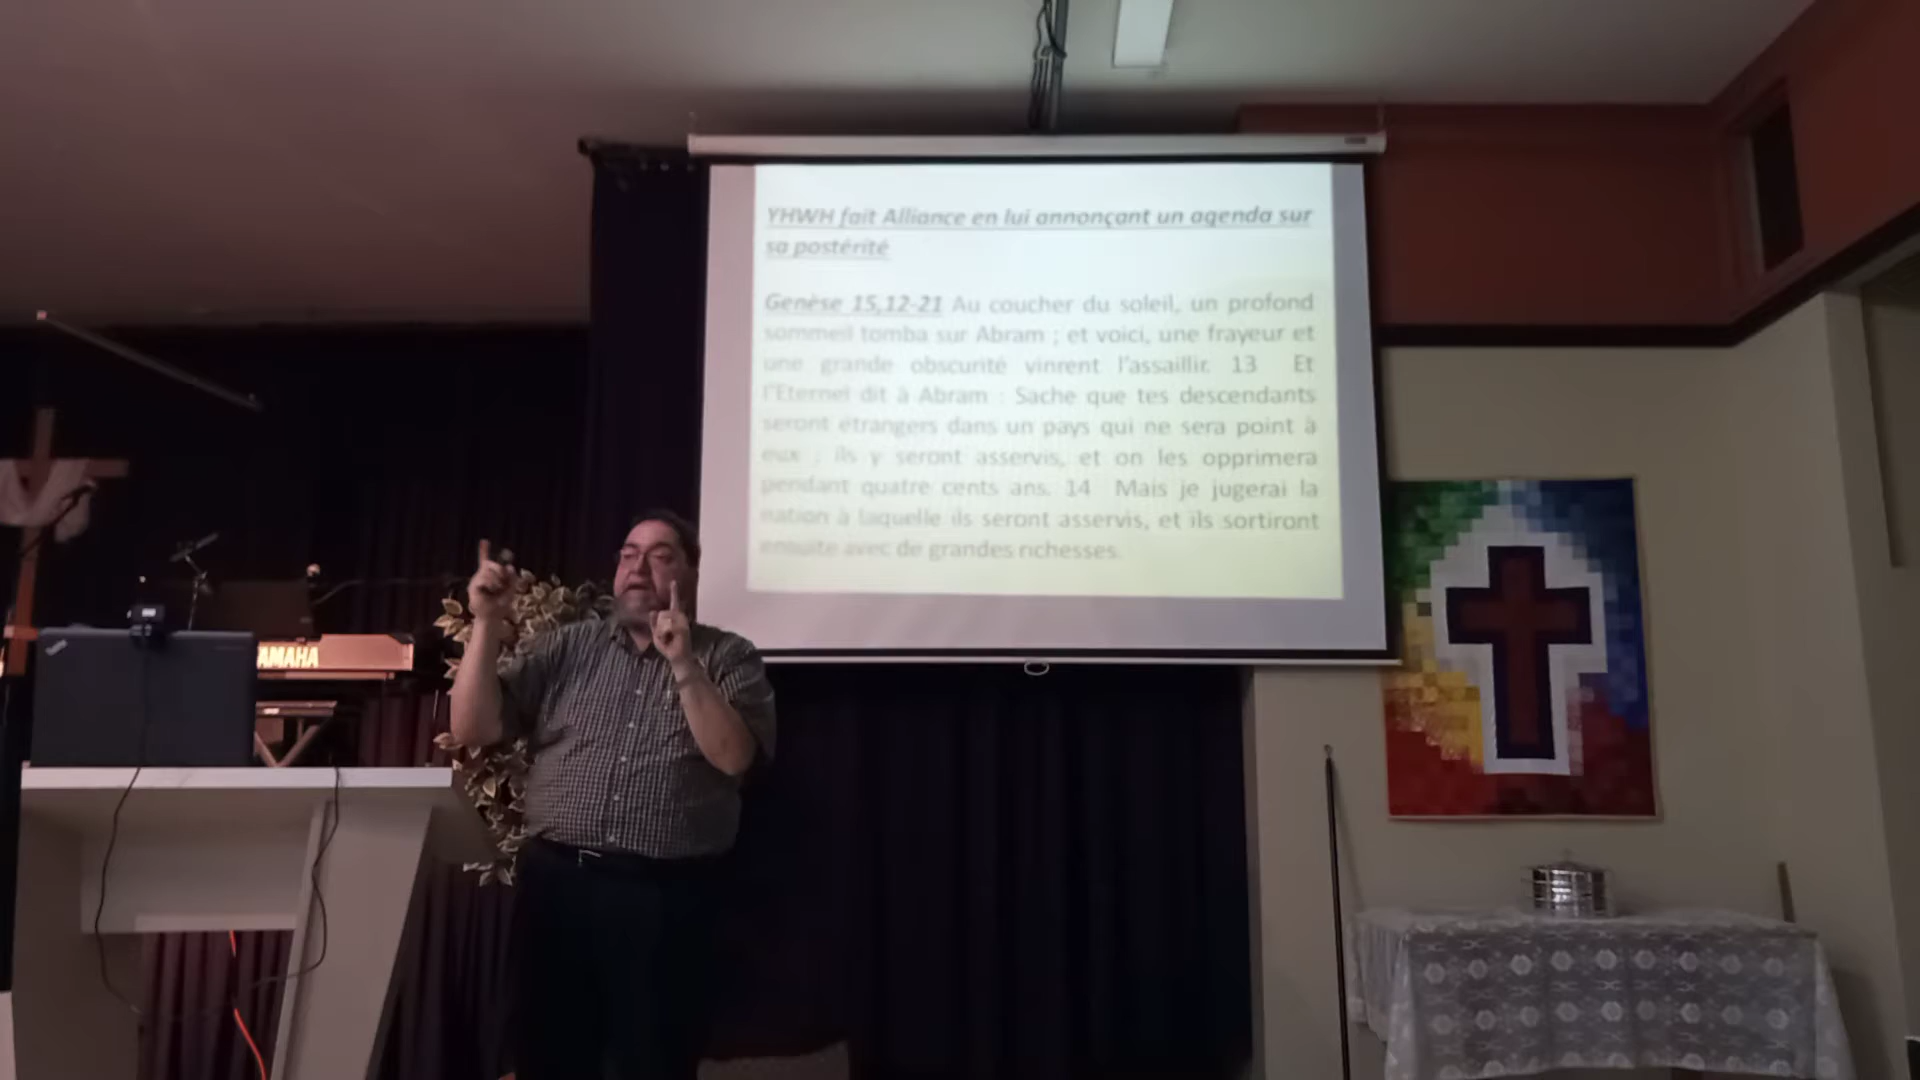 YHWH fait Alliance en lui annonçant un agenda sur
sa postérité
Genèse 15,12-21 Au coucher du soleil, un profond
sommeil tomba sur Abram ; et voici, une frayeur et
une grande obscurité vinrent l'assaillir. 13 Et
l'Eternel dit à Abram : Sache que tes descendants
seront étrangers dans un pays qui ne sera point à
eux ; ils y seront asservis, et on les opprimera
pendant quatre cents ans. 14 Mais je jugerai la
nation à laquelle ils seront asservis, et ils sortiront
ensuite avec de grandes richesses.
AMAHA